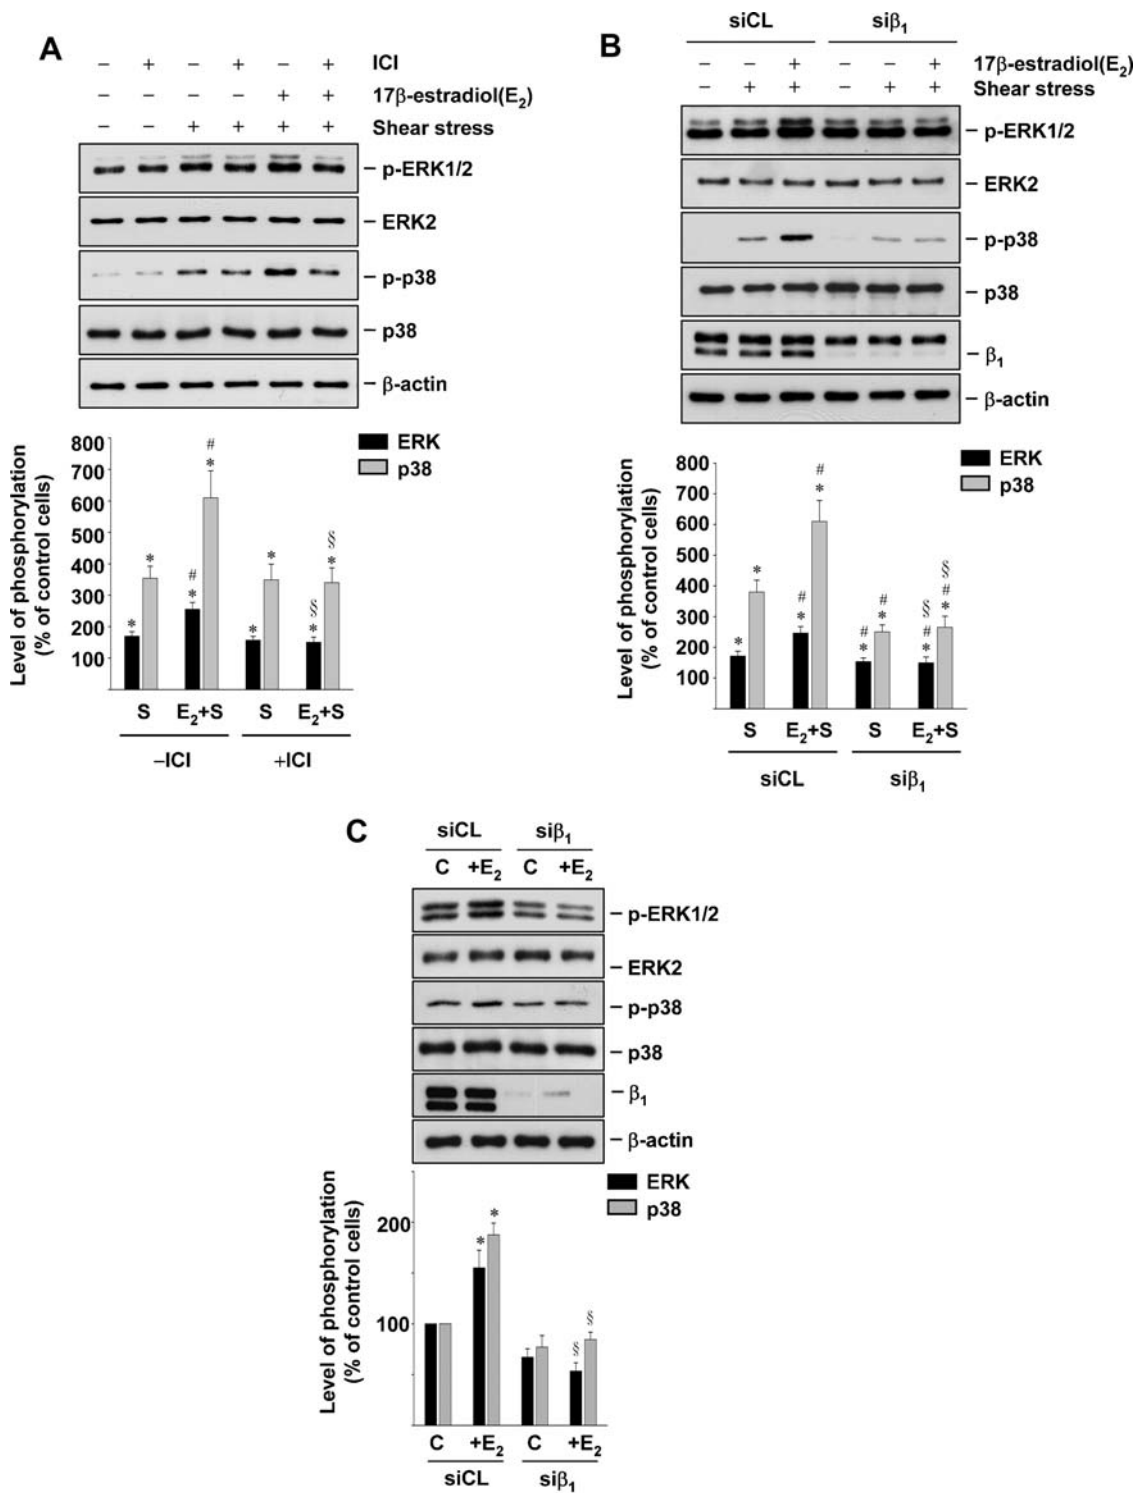 A
– + – + – + ICI
– – – – + + 17β-estradiol(E₂)
– – + + + + Shear stress
p-ERK1/2
ERK2
p-p38
p38
β-actin
Level of phosphorylation
(% of control cells)
800
700
600
500
400
300
200
100
* * # * # * * * § * § *
ERK
p38
S E₂+S S E₂+S
–ICI +ICI
B
siCL siβ₁
– – + – – + 17β-estradiol(E₂)
– + + – + + Shear stress
p-ERK1/2
ERK2
p-p38
p38
β₁
β-actin
Level of phosphorylation
(% of control cells)
800
700
600
500
400
300
200
100
* * # * # * # * # * § # * § # *
ERK
p38
S E₂+S S E₂+S
siCL siβ₁
C
siCL siβ₁
C +E₂ C +E₂
p-ERK1/2
ERK2
p-p38
p38
β₁
β-actin
Level of phosphorylation
(% of control cells)
200
100
* * § §
ERK
p38
C +E₂ C +E₂
siCL siβ₁